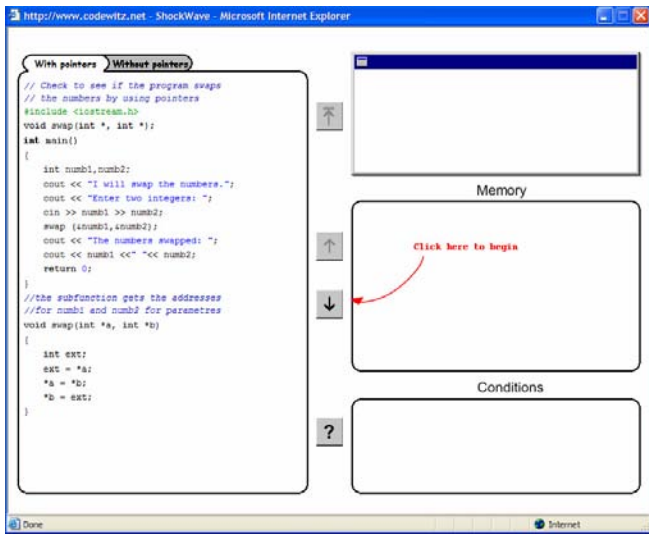 http://www.codewitz.net - ShockWave - Microsoft Internet Explorer
With pointers
Without pointers
// Check to see if the program swaps
// the numbers by using pointers
#include <iostream.h>
void swap(int *, int *);
int main()
{
int numb1,numb2;
cout << "I will swap the numbers.";
cout << "Enter two integers: ";
cin >> numb1 >> numb2;
swap (&numb1,&numb2);
cout << "The numbers swapped: ";
cout << numb1 <<" "<< numb2;
return 0;
}
//the subfunction gets the addresses
//for numb1 and numb2 for parametres
void swap(int *a, int *b)
{
int ext;
ext = *a;
*a = *b;
*b = ext;
}
Memory
Click here to begin
Conditions
?
Done
Internet